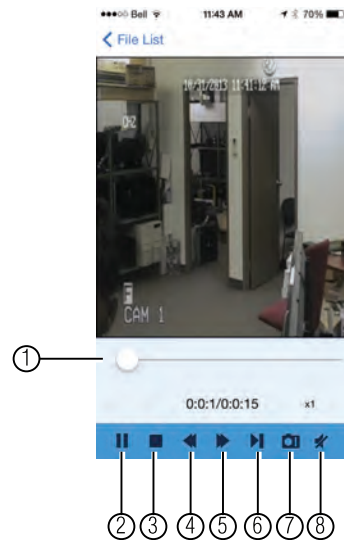 Bell 11:43 AM 70%
File List
10/31/2013 11:41:12 AM
CAM 1
①
0:0:1/0:0:15 x1
② ③ ④ ⑤ ⑥ ⑦ ⑧